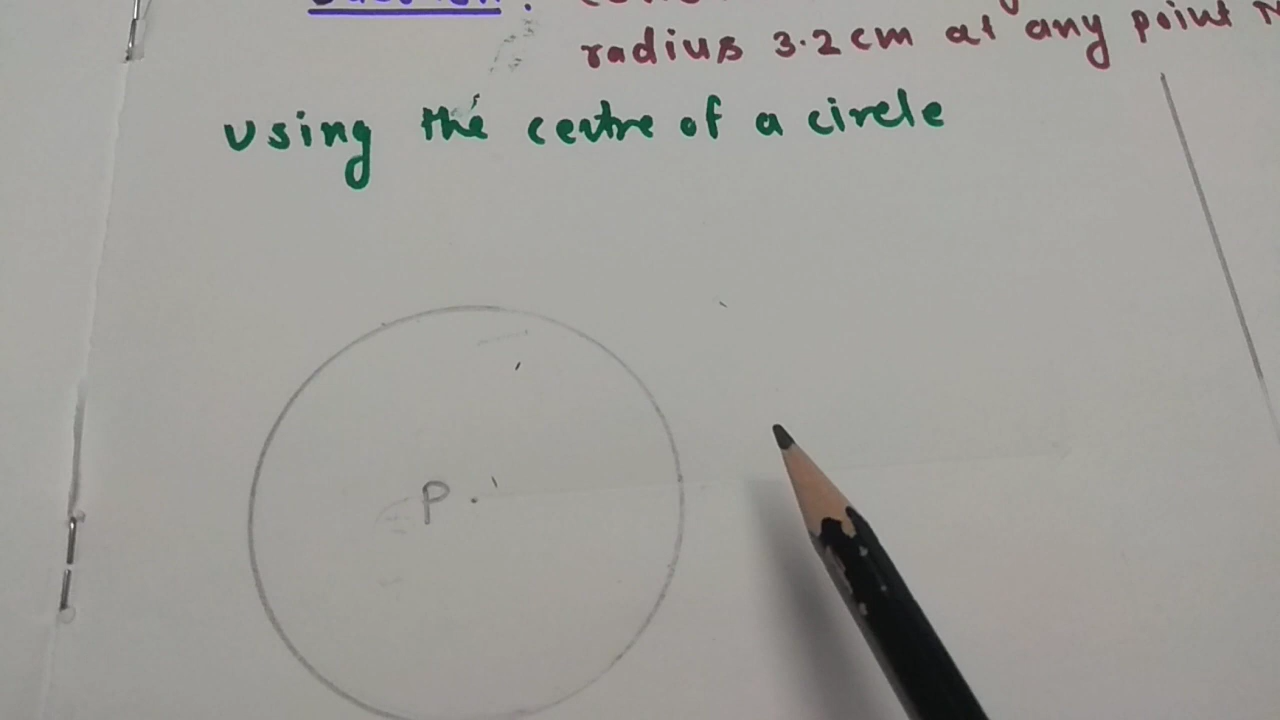 radius 3.2 cm at any point
using the centre of a circle
P